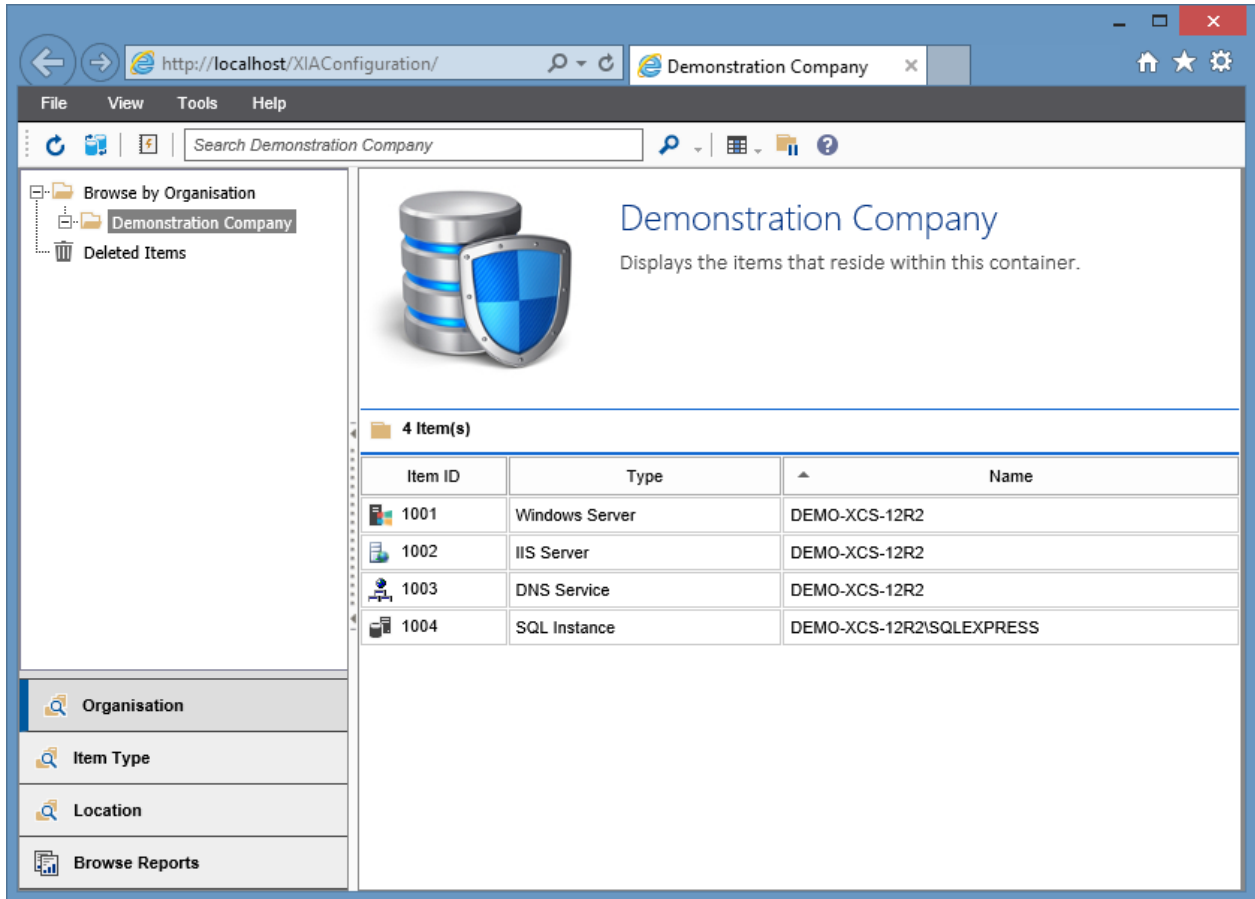 http://localhost/XIAConfiguration/
Demonstration Company
File View Tools Help
Search Demonstration Company
Browse by Organisation
Demonstration Company
Deleted Items
Demonstration Company
Displays the items that reside within this container.
4 Item(s)
Item ID Type Name
1001 Windows Server DEMO-XCS-12R2
1002 IIS Server DEMO-XCS-12R2
1003 DNS Service DEMO-XCS-12R2
1004 SQL Instance DEMO-XCS-12R2\SQLEXPRESS
Organisation
Item Type
Location
Browse Reports